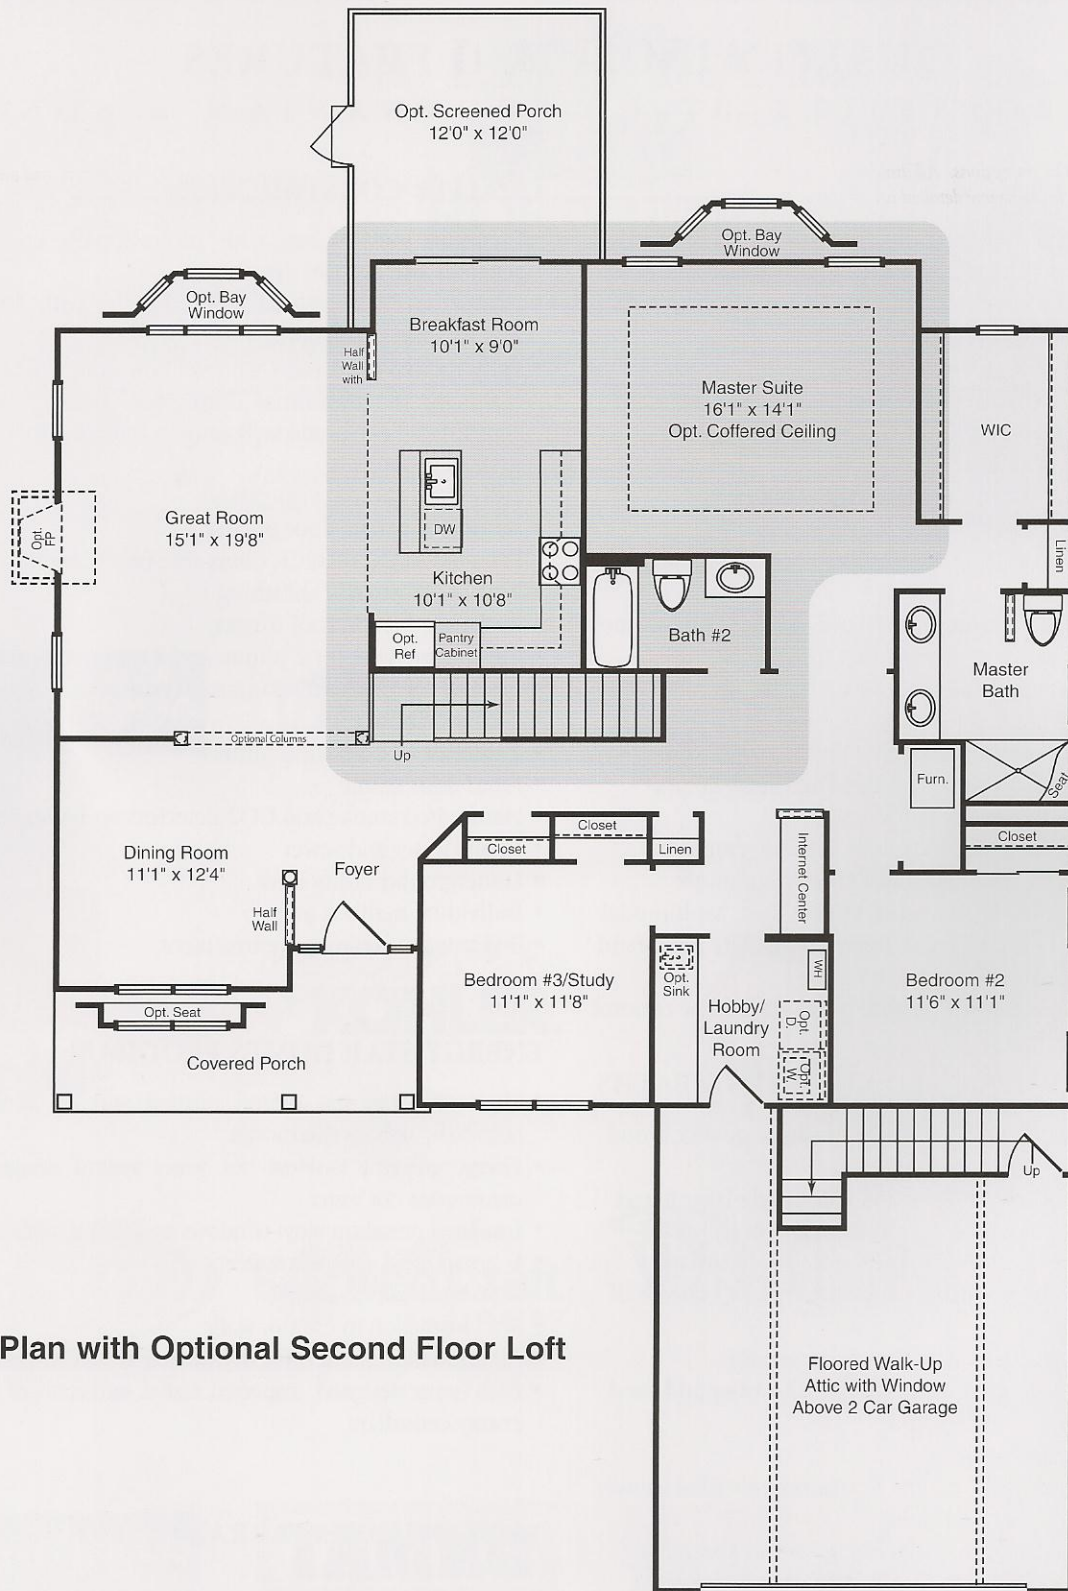 Opt. Screened Porch
12'0" x 12'0"
Opt. Bay
Window
Opt. Bay
Window
Breakfast Room
10'1" x 9'0"
Half
Wall
with
Master Suite
16'1" x 14'1"
Opt. Coffered Ceiling
WIC
Great Room
15'1" x 19'8"
Opt.
FP
DW
Kitchen
10'1" x 10'8"
Linen
Opt.
Ref
Pantry
Cabinet
Bath #2
Master
Bath
Optional Columns
Up
Furn.
Seat
Closet
Closet
Linen
Closet
Internet Center
Dining Room
11'1" x 12'4"
Foyer
Half
Wall
Bedroom #3/Study
11'1" x 11'8"
Opt.
Sink
WH
Hobby/
Laundry
Room
Opt.
D.
Opt.
W.
Bedroom #2
11'6" x 11'1"
Opt. Seat
Covered Porch
Up
Plan with Optional Second Floor Loft
Floored Walk-Up
Attic with Window
Above 2 Car Garage